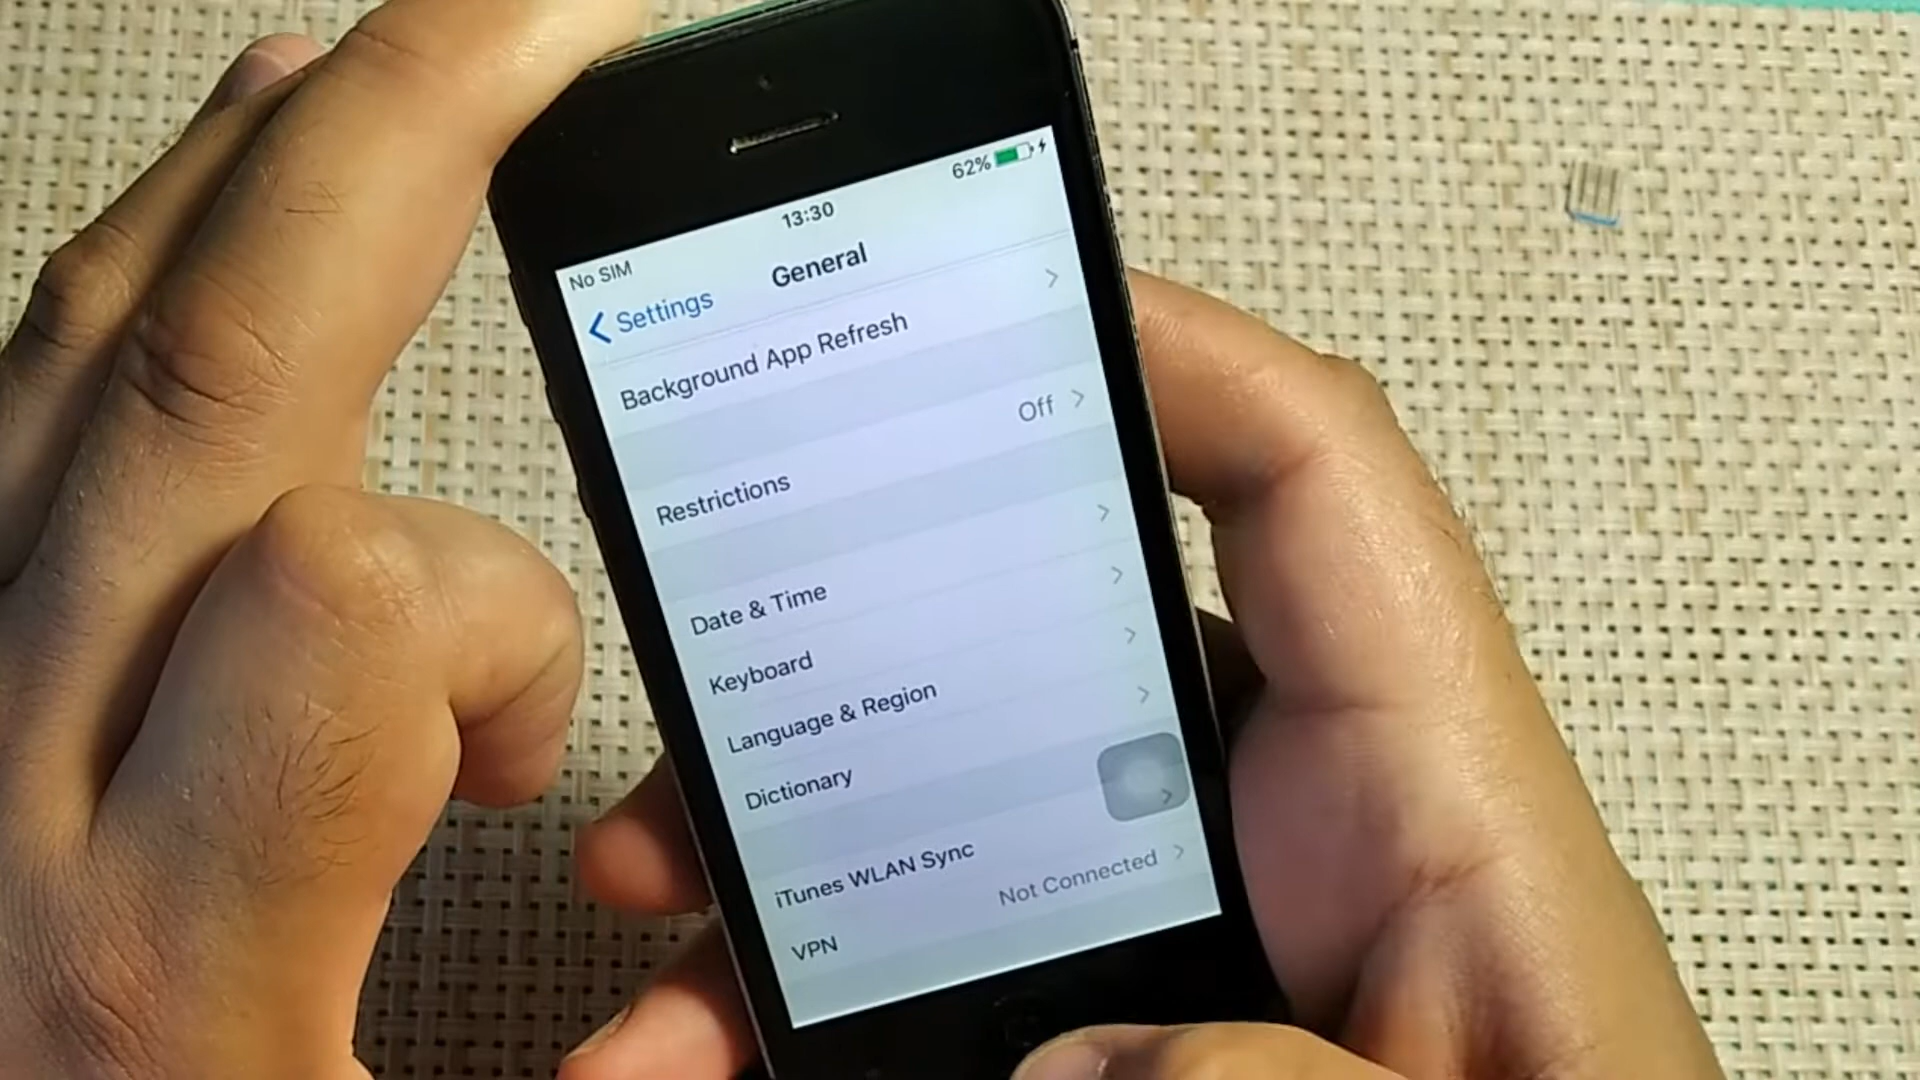 No SIM 13:30 62%
Settings General
Background App Refresh
Restrictions Off
Date & Time
Keyboard
Language & Region
Dictionary
iTunes WLAN Sync
VPN Not Connected